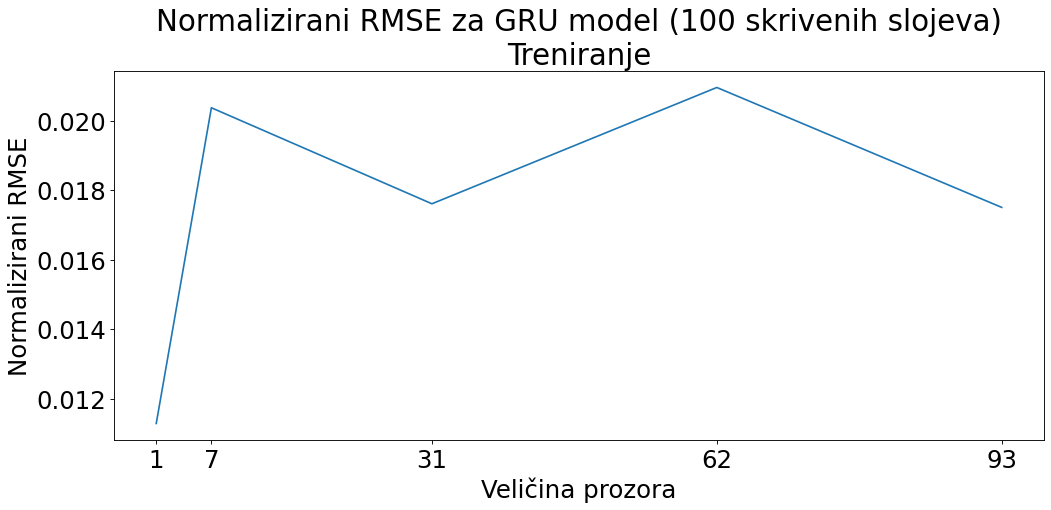 Normalizirani RMSE za GRU model (100 skrivenih slojeva)
Treniranje
Normalizirani RMSE
0.020
0.018
0.016
0.014
0.012
1 7 31 62 93
Veličina prozora